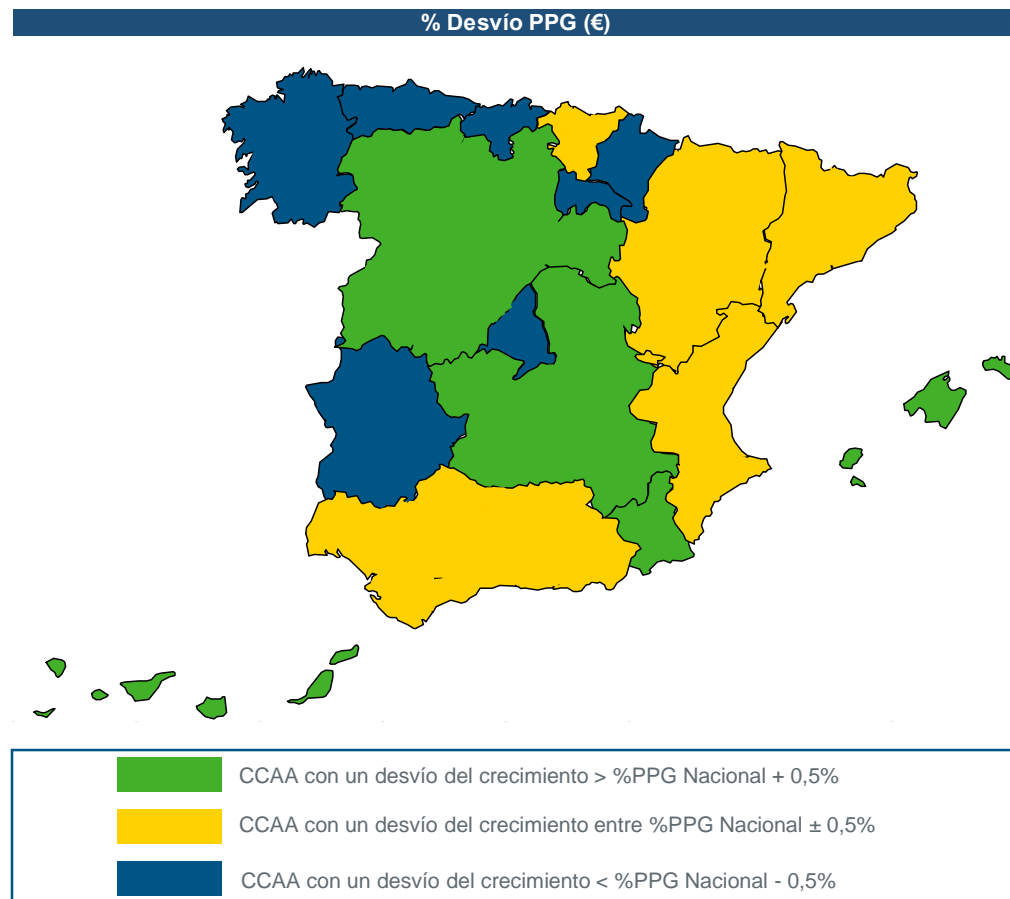 % Desvío PPG (€)
CCAA con un desvío del crecimiento > %PPG Nacional + 0,5%
CCAA con un desvío del crecimiento entre %PPG Nacional ± 0,5%
CCAA con un desvío del crecimiento < %PPG Nacional - 0,5%